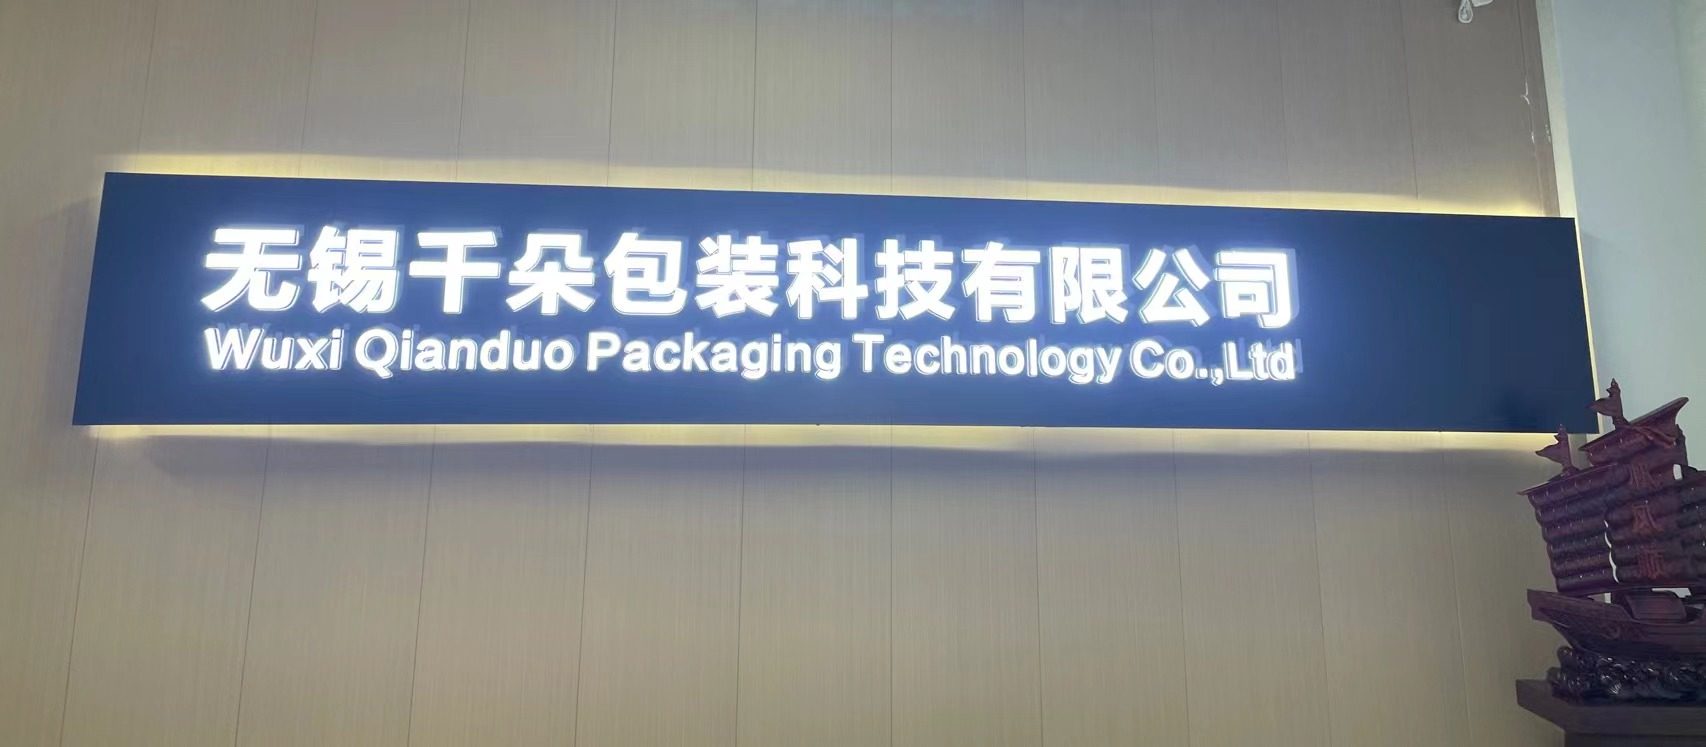 无锡千朵包装科技有限公司
Wuxi Qianduo Packaging Technology Co.,Ltd